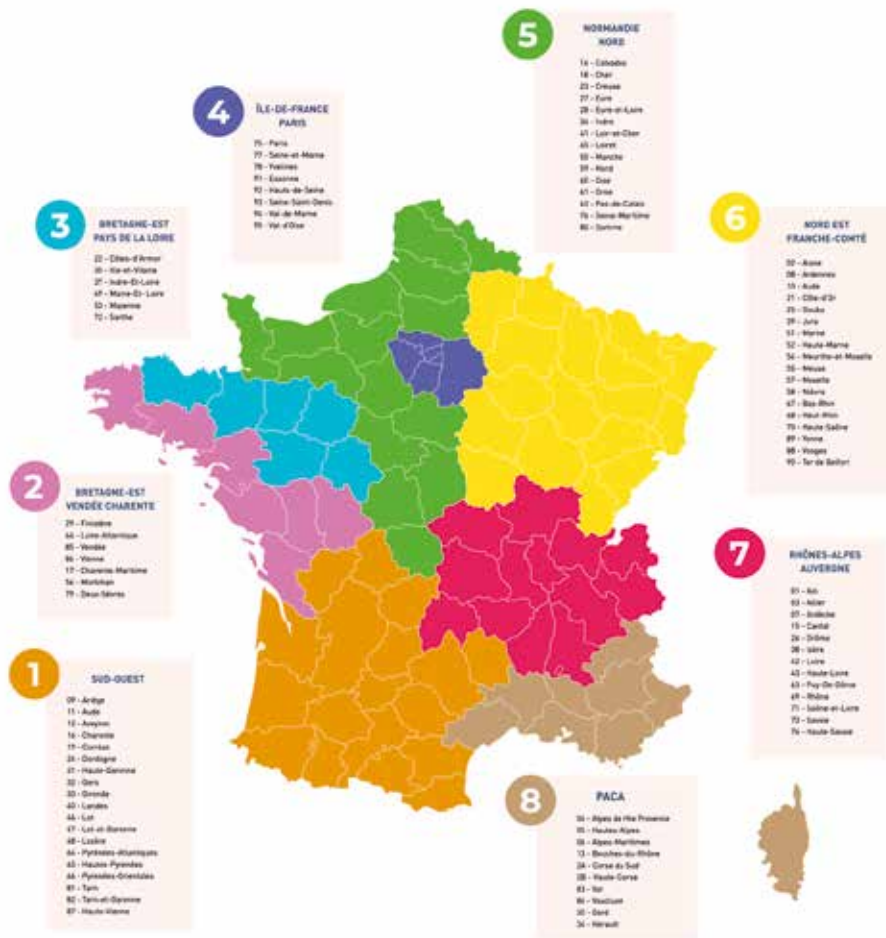 5
NORMANDIE
NORD
14 - Calvados
18 - Cher
23 - Creuse
27 - Eure
28 - Eure-et-Loire
36 - Indre
41 - Loir-et-Cher
45 - Loiret
50 - Manche
59 - Nord
60 - Oise
61 - Orne
62 - Pas-de-Calais
76 - Seine-Maritime
80 - Somme
4
ÎLE-DE-FRANCE
PARIS
75 - Paris
77 - Seine-et-Marne
78 - Yvelines
91 - Essonne
92 - Hauts-de-Seine
93 - Seine-Saint-Denis
94 - Val de Marne
95 - Val d'Oise
3
BRETAGNE-EST
PAYS DE LA LOIRE
22 - Côtes-d'Armor
35 - Ille-et-Vilaine
37 - Indre-Et-Loire
49 - Maine-Et-Loire
53 - Mayenne
72 - Sarthe
6
NORD EST
FRANCHE-COMTÉ
02 - Aisne
08 - Ardennes
10 - Aube
21 - Côte-d'Or
25 - Doubs
39 - Jura
51 - Marne
52 - Haute-Marne
54 - Meurthe-et-Moselle
55 - Meuse
57 - Moselle
58 - Nièvre
67 - Bas-Rhin
68 - Haut-Rhin
70 - Haute-Saône
89 - Yonne
88 - Vosges
90 - Ter de Belfort
2
BRETAGNE-EST
VENDÉE CHARENTE
29 - Finistère
44 - Loire-Atlantique
85 - Vendée
86 - Vienne
17 - Charente-Maritime
56 - Morbihan
79 - Deux-Sèvres
7
RHÔNES-ALPES
AUVERGNE
01 - Ain
03 - Allier
07 - Ardèche
15 - Cantal
26 - Drôme
38 - Isère
42 - Loire
43 - Haute-Loire
63 - Puy-De-Dôme
69 - Rhône
71 - Saône-et-Loire
73 - Savoie
74 - Haute-Savoie
1
SUD-OUEST
09 - Ariège
11 - Aude
12 - Aveyron
16 - Charente
19 - Corrèze
24 - Dordogne
31 - Haute-Garonne
32 - Gers
33 - Gironde
40 - Landes
46 - Lot
47 - Lot-et-Garonne
48 - Lozère
64 - Pyrénées-Atlantiques
65 - Hautes-Pyrénées
66 - Pyrénées-Orientales
81 - Tarn
82 - Tarn-et-Garonne
87 - Haute-Vienne
8
PACA
04 - Alpes de Hte Provence
05 - Hautes-Alpes
06 - Alpes-Maritimes
13 - Bouches-du-Rhône
2A - Corse du Sud
2B - Haute-Corse
83 - Var
84 - Vaucluse
30 - Gard
34 - Hérault